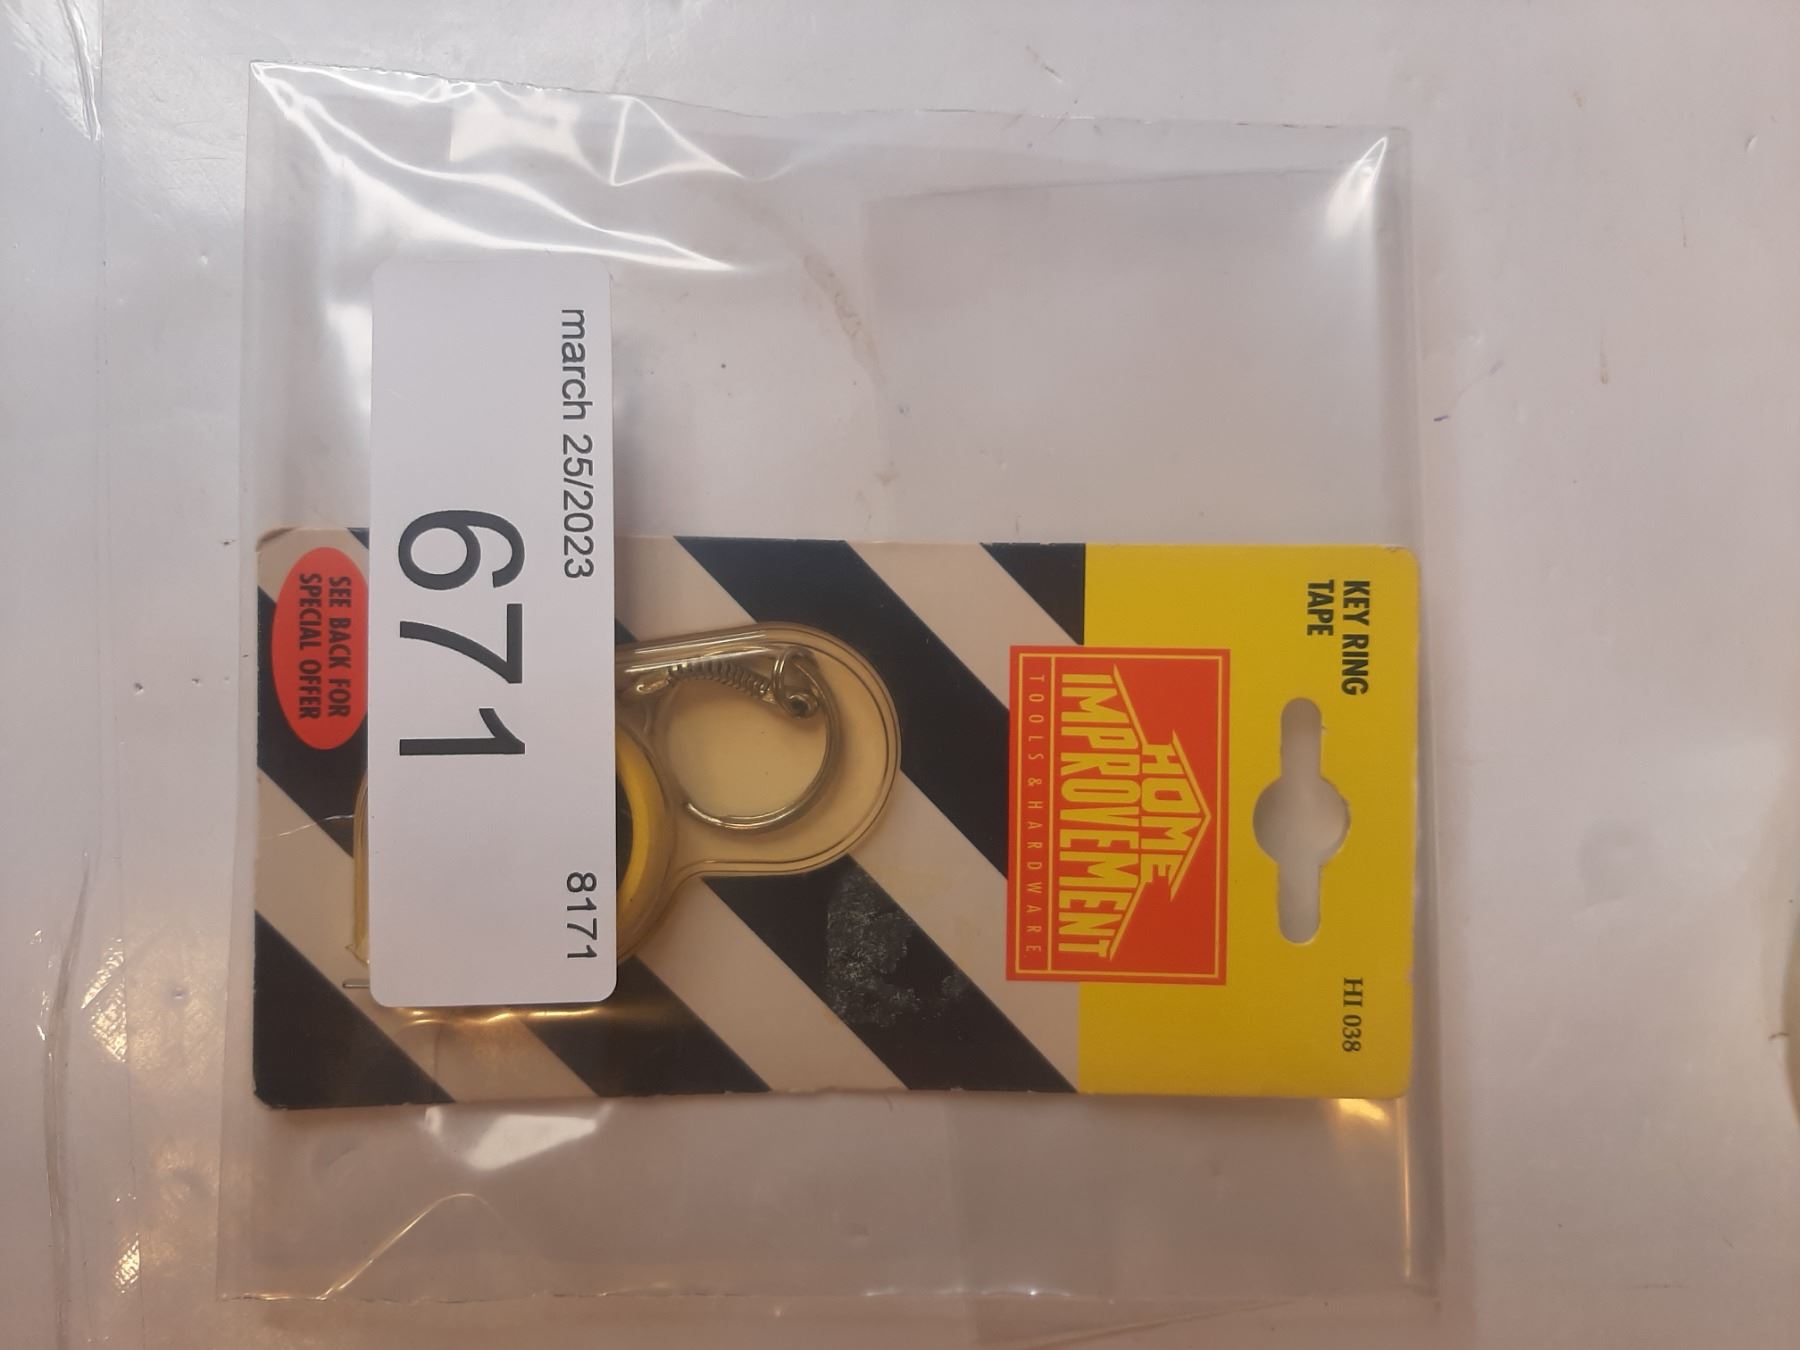 KEY RING
TAPE
HI 038
HOME
IMPROVEMENT
TOOLS & HARDWARE
march 25/2023
8171
671
SEE BACK FOR
SPECIAL OFFER